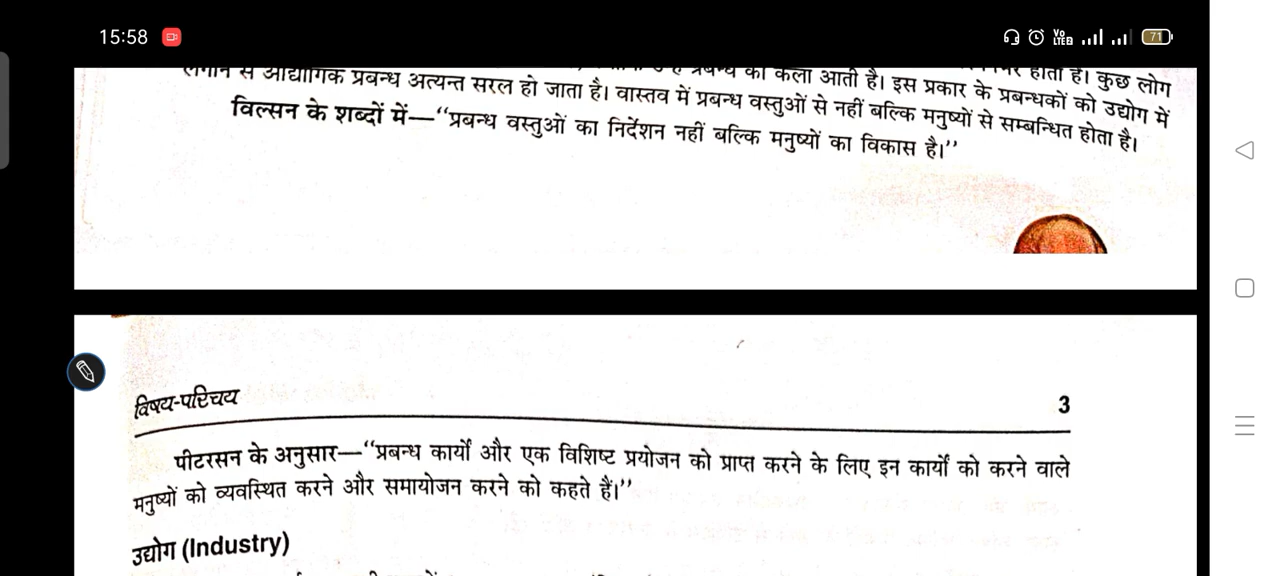 15:58
71
का कला आती है। इस प्रकार के प्रबन्धकों को उद्योग में
होता है। कुछ लोग
से औद्योगिक प्रबन्ध अत्यन्त सरल हो जाता है। वास्तव में प्रबन्ध वस्तुओं से नहीं बल्कि मनुष्यों से सम्बन्धित होता है।
विल्सन के शब्दों में—“प्रबन्ध वस्तुओं का निर्देशन नहीं बल्कि मनुष्यों का विकास है।”
विषय-परिचय 3
पीटरसन के अनुसार—“प्रबन्ध कार्यों और एक विशिष्ट प्रयोजन को प्राप्त करने के लिए इन कार्यों को करने वाले
मनुष्यों को व्यवस्थित करने और समायोजन करने को कहते हैं।”
उद्योग (Industry)